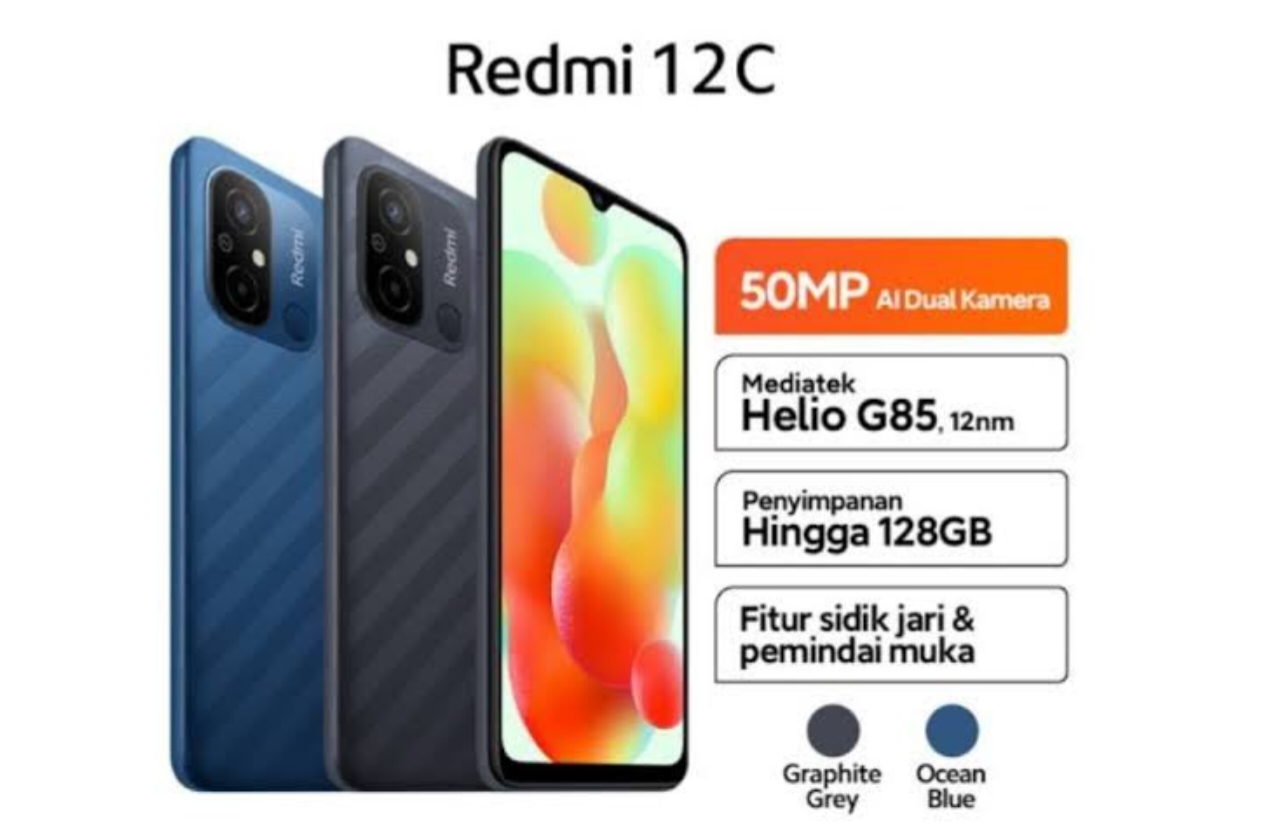 Redmi 12C
Redmi
Redmi
50MP AI Dual Kamera
Mediatek
Helio G85, 12nm
Penyimpanan
Hingga 128GB
Fitur sidik jari &
pemindai muka
Graphite
Grey
Ocean
Blue